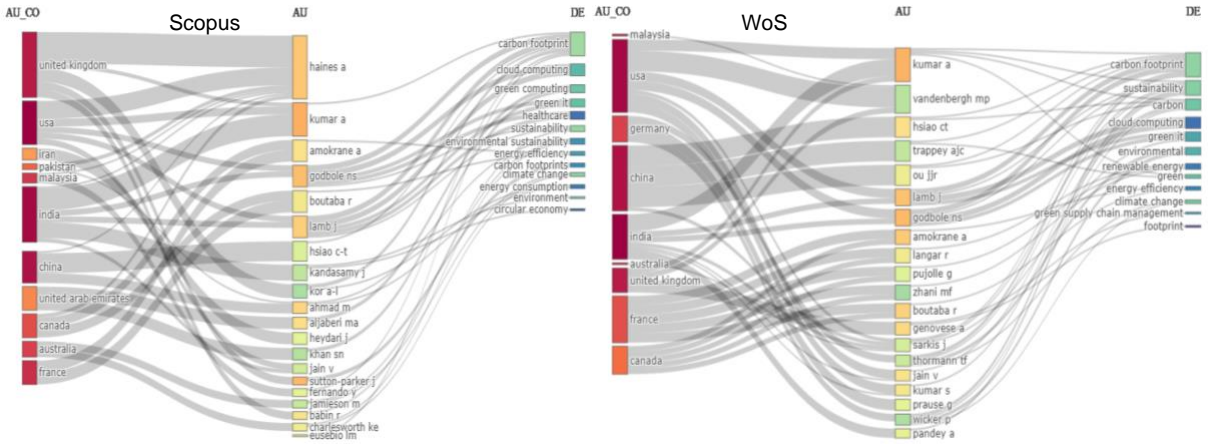 AU_CO
Scopus
AU
DE
united kingdom
usa
iran
pakistan
malaysia
india
china
united arab emirates
canada
australia
france
haines a
kumar a
amokrane a
godbole ns
boutaba r
lamb j
hsiao c-t
kandasamy j
kor a-l
ahmad m
aljaberi ma
heydari j
khan sn
jain v
sutton-parker j
fernando y
jamieson m
babin r
charlesworth ke
eusebio lm
carbon footprint
cloud computing
green computing
green it
healthcare
sustainability
environmental sustainability
energy efficiency
carbon footprints
climate change
energy consumption
environment
circular economy
AU_CO
WoS
AU
DE
malaysia
usa
germany
china
india
australia
united kingdom
france
canada
kumar a
vandenbergh mp
hsiao ct
trappey ajc
ou jjr
lamb j
godbole ns
amokrane a
langar r
pujolle g
zhani mf
boutaba r
genovese a
sarkis j
thormann tf
jain v
kumar s
prause g
wicker p
pandey a
carbon footprint
sustainability
carbon
cloud computing
green it
environmental
renewable energy
green
energy efficiency
climate change
green supply chain management
footprint